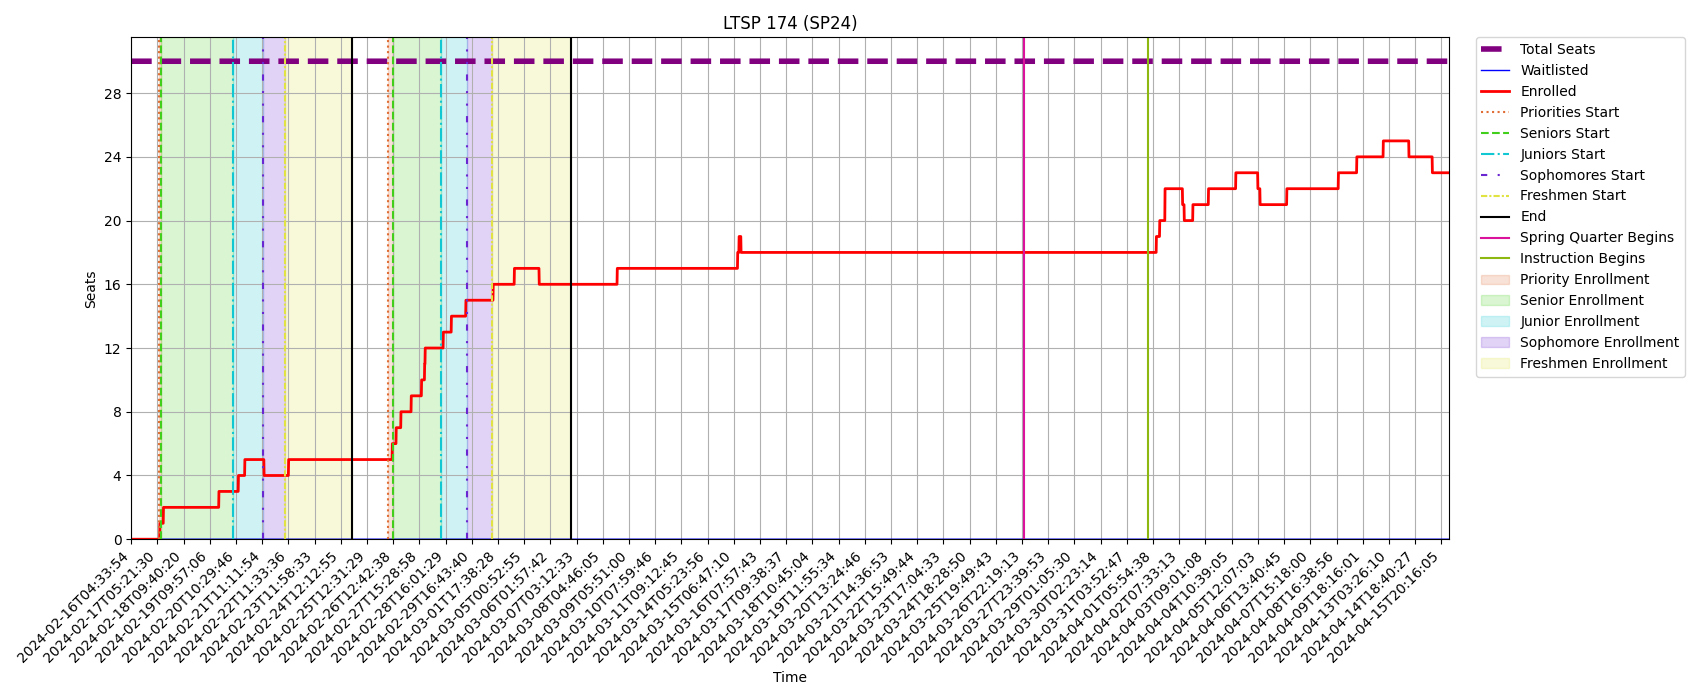 LTSP 174 (SP24)
Seats
28
24
20
16
12
8
4
0
2024-02-16T04:33:54
2024-02-17T05:21:30
2024-02-18T09:40:20
2024-02-19T09:57:06
2024-02-20T10:29:46
2024-02-21T11:11:54
2024-02-22T11:33:36
2024-02-23T11:58:33
2024-02-24T12:12:55
2024-02-25T12:31:29
2024-02-26T12:42:38
2024-02-27T15:28:58
2024-02-28T16:01:29
2024-02-29T16:43:40
2024-03-01T17:38:28
2024-03-05T00:52:55
2024-03-06T01:57:42
2024-03-07T03:12:33
2024-03-08T04:46:05
2024-03-09T05:51:00
2024-03-10T07:59:46
2024-03-11T09:12:45
2024-03-14T05:23:56
2024-03-15T06:47:10
2024-03-16T07:57:43
2024-03-17T09:38:37
2024-03-18T10:45:04
2024-03-19T11:55:34
2024-03-20T13:24:46
2024-03-21T14:36:53
2024-03-22T15:49:44
2024-03-23T17:04:33
2024-03-24T18:28:50
2024-03-25T19:49:43
2024-03-26T22:19:13
2024-03-27T23:39:53
2024-03-29T01:05:30
2024-03-30T02:23:14
2024-03-31T03:52:47
2024-04-01T05:54:38
2024-04-02T07:33:13
2024-04-03T09:01:08
2024-04-04T10:39:05
2024-04-05T12:07:03
2024-04-06T13:40:45
2024-04-07T15:18:00
2024-04-08T16:38:56
2024-04-09T18:16:01
2024-04-13T03:26:10
2024-04-14T18:40:27
2024-04-15T20:16:05
Time
Total Seats
Waitlisted
Enrolled
Priorities Start
Seniors Start
Juniors Start
Sophomores Start
Freshmen Start
End
Spring Quarter Begins
Instruction Begins
Priority Enrollment
Senior Enrollment
Junior Enrollment
Sophomore Enrollment
Freshmen Enrollment